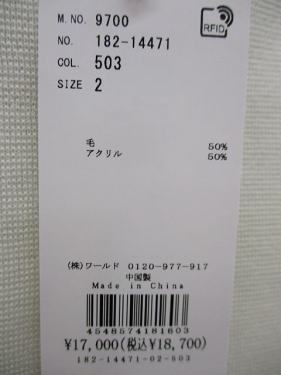 M. NO. 9700
RFID
NO. 182-14471
COL. 503
SIZE 2
毛 50%
アクリル 50%
(株)ワールド 0120-977-917
中国製
Made in China
4548574181603
¥17,000(税込¥18,700)
182-14471-02-503